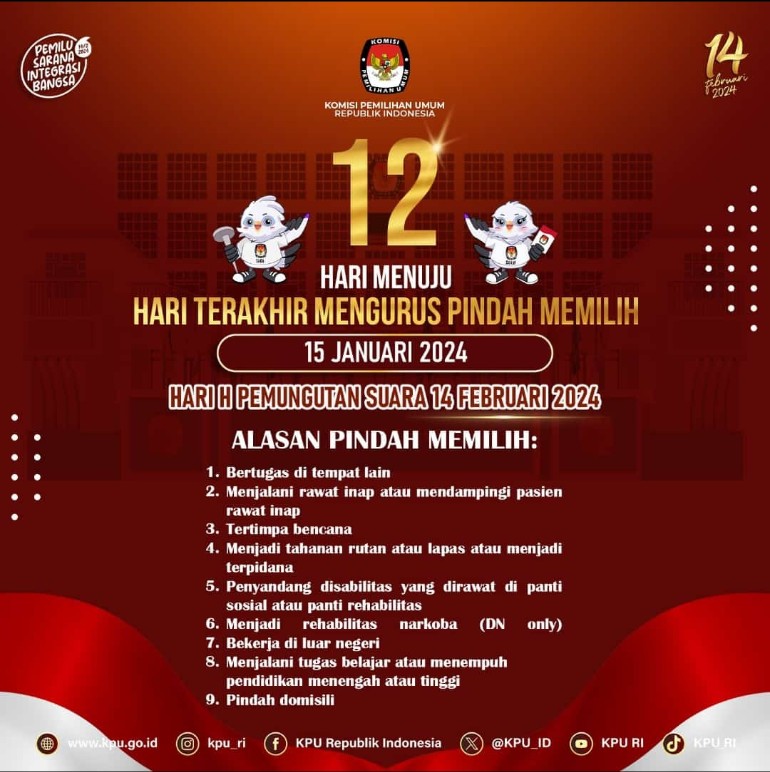 PEMILU
SARANA
INTEGRASI
BANGSA
14/2
2024
KOMISI
PEMILIHAN UMUM
KOMISI PEMILIHAN UMUM
REPUBLIK INDONESIA
14
februari
2024
12
HARI MENUJU
HARI TERAKHIR MENGURUS PINDAH MEMILIH
15 JANUARI 2024
HARI H PEMUNGUTAN SUARA 14 FEBRUARI 2024
ALASAN PINDAH MEMILIH:
1. Bertugas di tempat lain
2. Menjalani rawat inap atau mendampingi pasien
rawat inap
3. Tertimpa bencana
4. Menjadi tahanan rutan atau lapas atau menjadi
terpidana
5. Penyandang disabilitas yang dirawat di panti
sosial atau panti rehabilitas
6. Menjadi rehabilitas narkoba (DN only)
7. Bekerja di luar negeri
8. Menjalani tugas belajar atau menempuh
pendidikan menengah atau tinggi
9. Pindah domisili
www.kpu.go.id
kpu_ri
KPU Republik Indonesia
@KPU_ID
KPU RI
KPU_RI